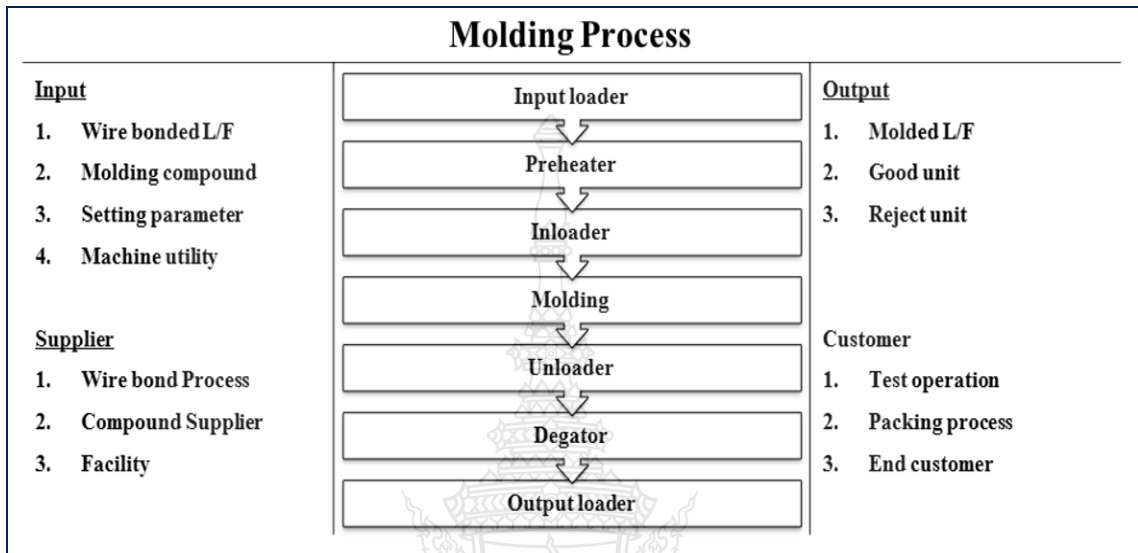 Molding Process
Input
1. Wire bonded L/F
2. Molding compound
3. Setting parameter
4. Machine utility
Supplier
1. Wire bond Process
2. Compound Supplier
3. Facility
Input loader
Preheater
Inloader
Molding
Unloader
Degator
Output loader
Output
1. Molded L/F
2. Good unit
3. Reject unit
Customer
1. Test operation
2. Packing process
3. End customer